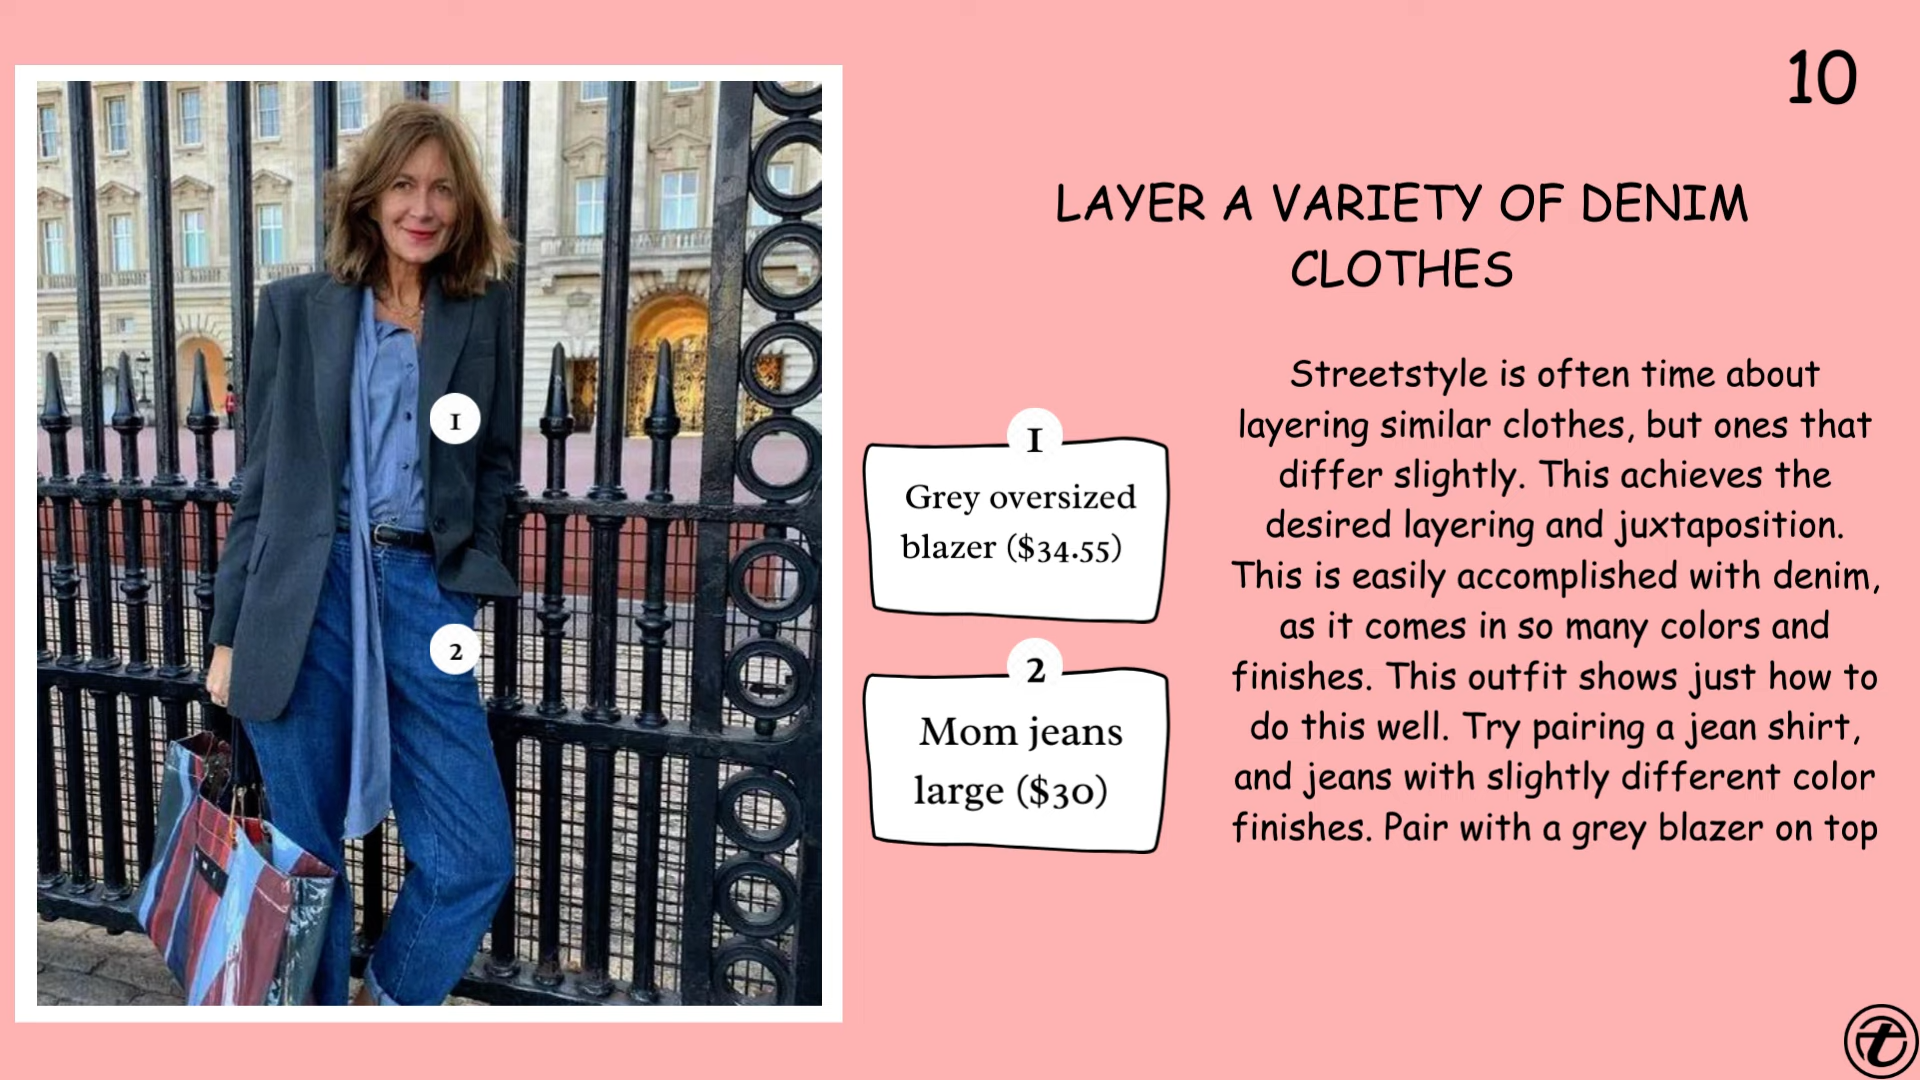 10
LAYER A VARIETY OF DENIM
CLOTHES
Streetstyle is often time about
layering similar clothes, but ones that
differ slightly. This achieves the
desired layering and juxtaposition.
This is easily accomplished with denim,
as it comes in so many colors and
finishes. This outfit shows just how to
do this well. Try pairing a jean shirt,
and jeans with slightly different color
finishes. Pair with a grey blazer on top
1
Grey oversized
blazer ($34.55)
2
Mom jeans
large ($30)
1
2
t